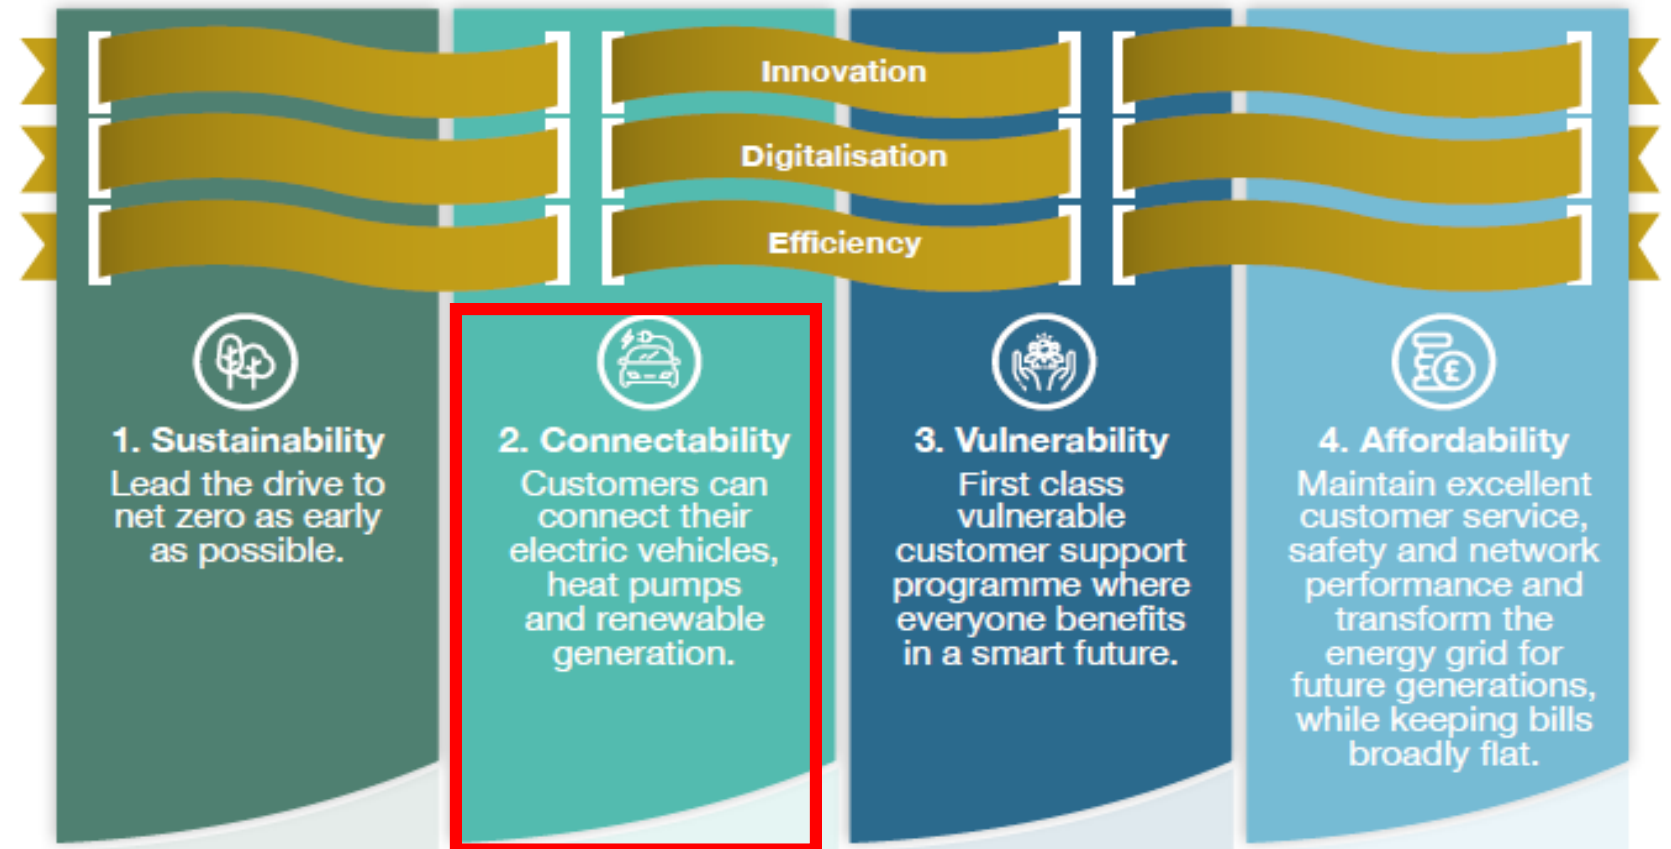 Innovation
Digitalisation
Efficiency
1. Sustainability
Lead the drive to
net zero as early
as possible.
2. Connectability
Customers can
connect their
electric vehicles,
heat pumps
and renewable
generation.
3. Vulnerability
First class
vulnerable
customer support
programme where
everyone benefits
in a smart future.
4. Affordability
Maintain excellent
customer service,
safety and network
performance and
transform the
energy grid for
future generations,
while keeping bills
broadly flat.
£